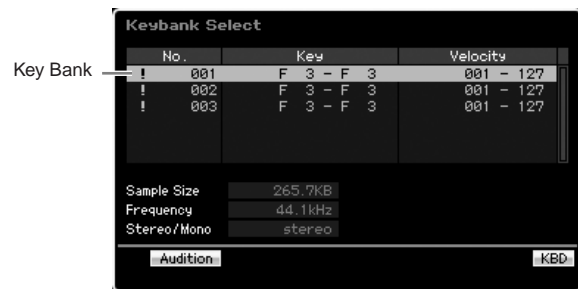 Keybank Select
No. Key Velocity
Key Bank
! 001 F 3 - F 3 001 - 127
! 002 F 3 - F 3 001 - 127
! 003 F 3 - F 3 001 - 127
Sample Size 265.7KB
Frequency 44.1kHz
Stereo/Mono stereo
Audition KBD